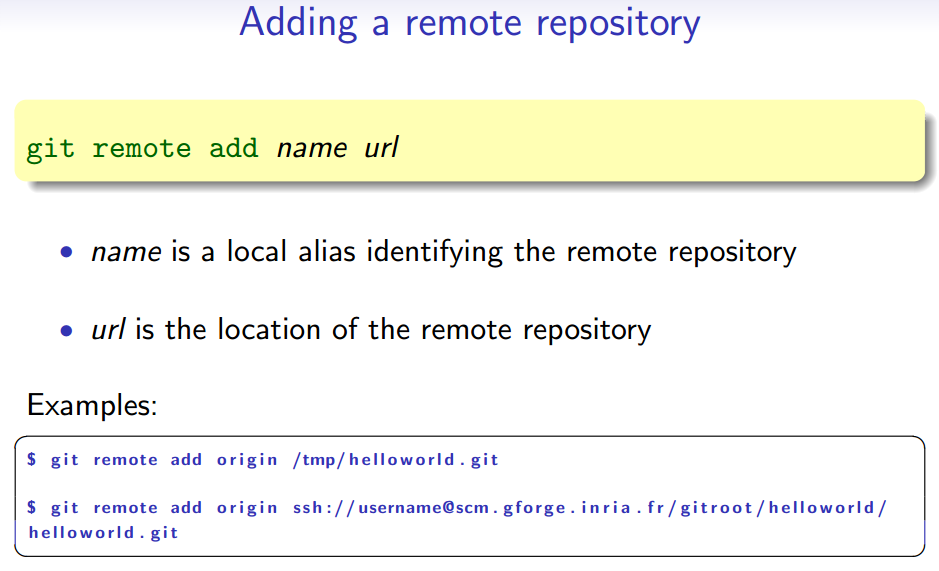 Adding a remote repository
git remote add name url
• name is a local alias identifying the remote repository
• url is the location of the remote repository
Examples:
$ git remote add origin /tmp/helloworld.git
$ git remote add origin ssh://username@scm.gforge.inria.fr/gitroot/helloworld/
helloworld.git